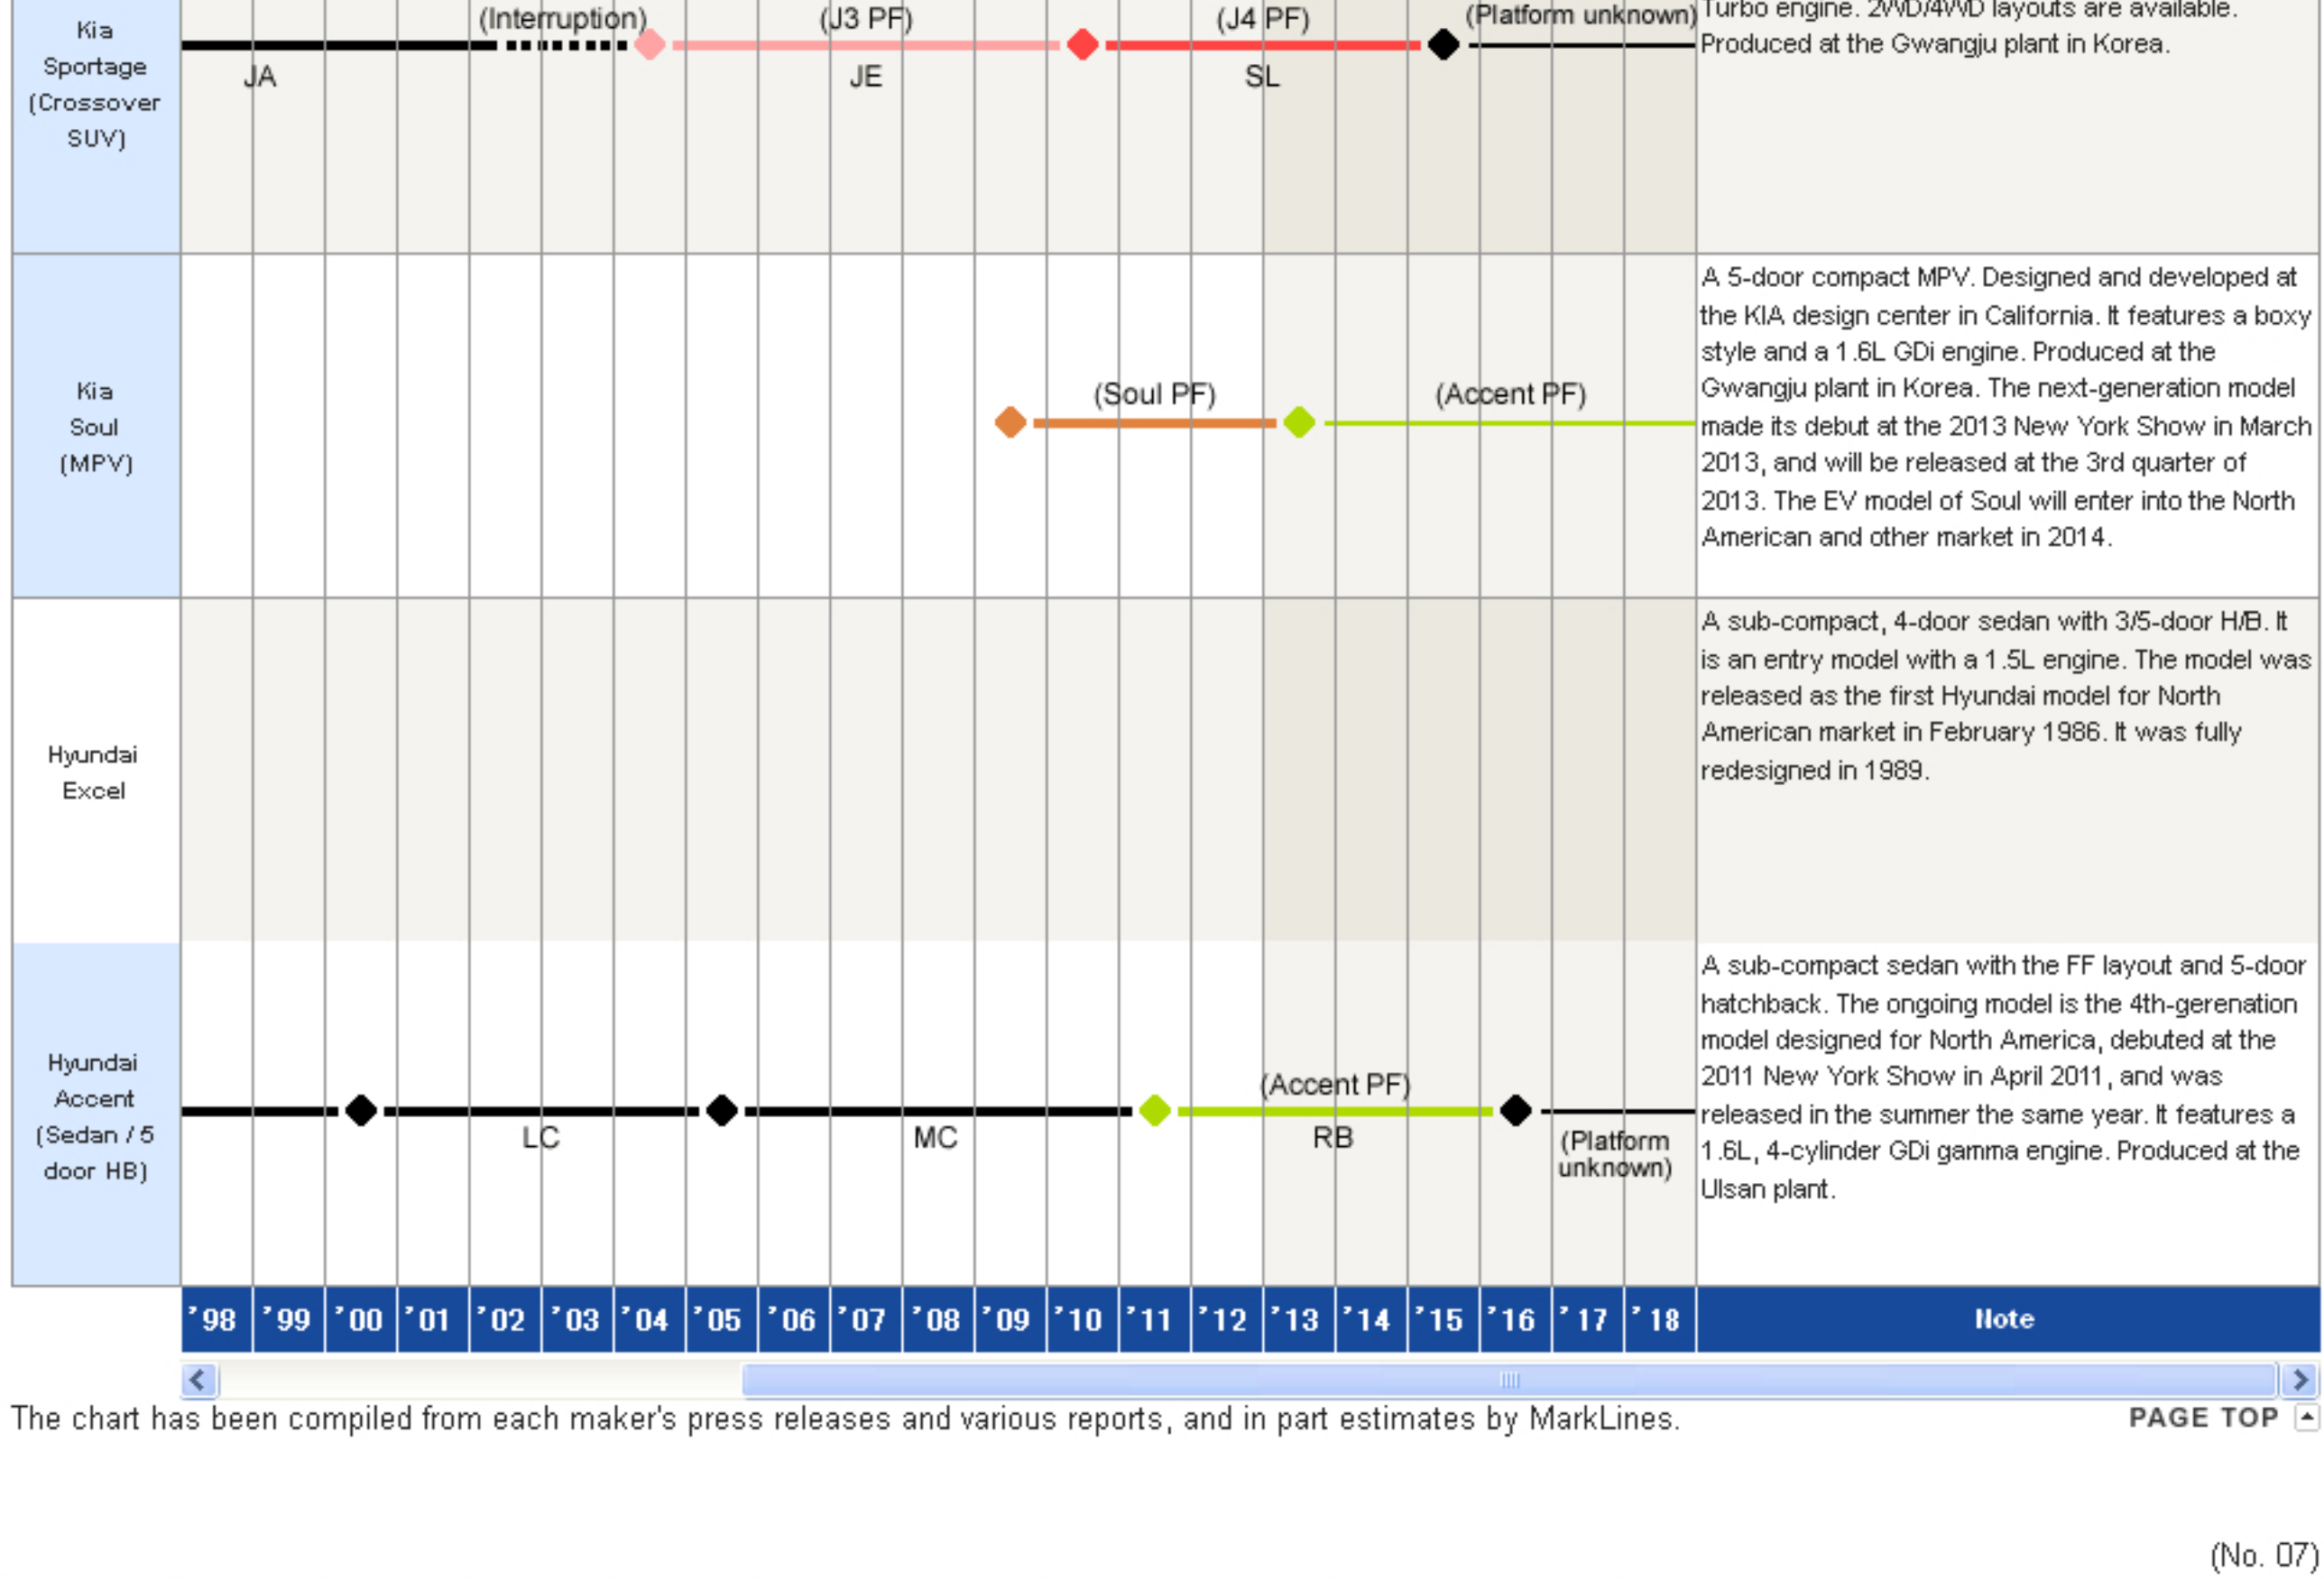 Kia
Sportage
(Crossover
SUV)
(Interruption)
(J3 PF)
(J4 PF)
(Platform unknown)
JA
JE
SL
Turbo engine. 2WD/4WD layouts are available.
Produced at the Gwangju plant in Korea.
Kia
Soul
(MPV)
(Soul PF)
(Accent PF)
A 5-door compact MPV. Designed and developed at
the KIA design center in California. It features a boxy
style and a 1.6L GDi engine. Produced at the
Gwangju plant in Korea. The next-generation model
made its debut at the 2013 New York Show in March
2013, and will be released at the 3rd quarter of
2013. The EV model of Soul will enter into the North
American and other market in 2014.
Hyundai
Excel
A sub-compact, 4-door sedan with 3/5-door H/B. It
is an entry model with a 1.5L engine. The model was
released as the first Hyundai model for North
American market in February 1986. It was fully
redesigned in 1989.
Hyundai
Accent
(Sedan / 5
door HB)
(Accent PF)
LC
MC
RB
(Platform
unknown)
A sub-compact sedan with the FF layout and 5-door
hatchback. The ongoing model is the 4th-gerenation
model designed for North America, debuted at the
2011 New York Show in April 2011, and was
released in the summer the same year. It features a
1.6L, 4-cylinder GDi gamma engine. Produced at the
Ulsan plant.
'98 '99 '00 '01 '02 '03 '04 '05 '06 '07 '08 '09 '10 '11 '12 '13 '14 '15 '16 '17 '18 Note
The chart has been compiled from each maker's press releases and various reports, and in part estimates by MarkLines.
PAGE TOP
(No. 07)